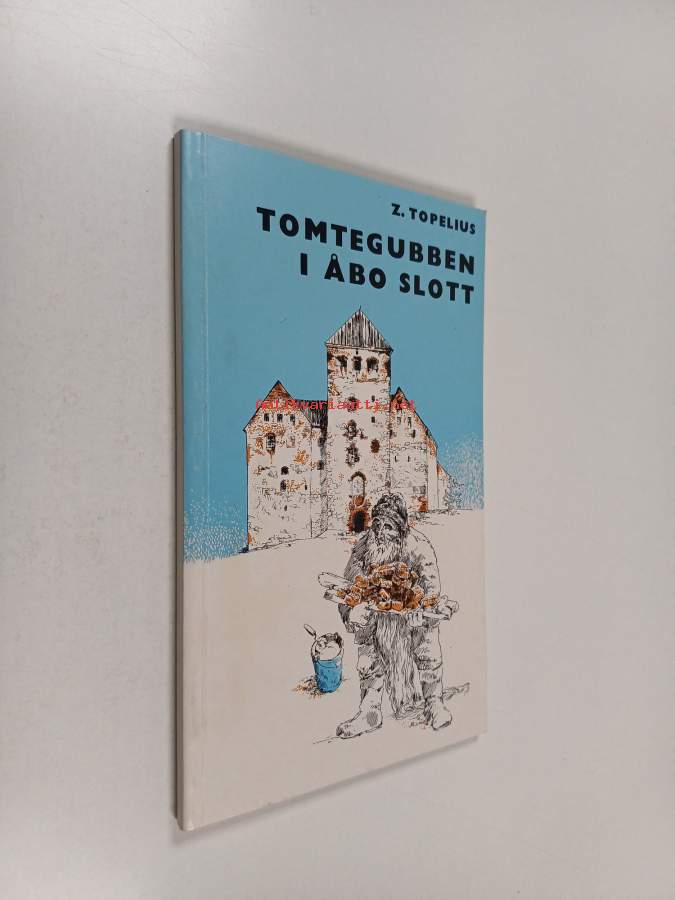 Z. TOPELIUS
TOMTEGUBBEN
I ÅBO SLOTT